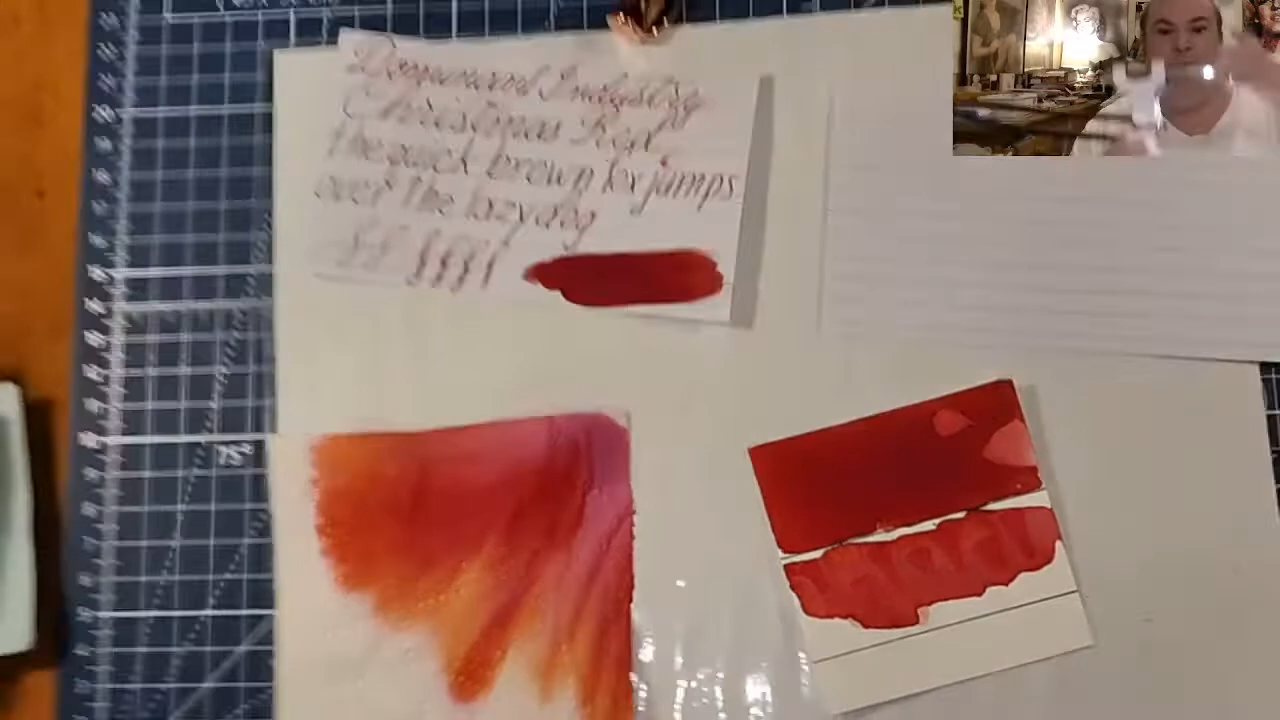 Diamond Industry
Christmas Red
the quick brown fox jumps
over the lazy dog